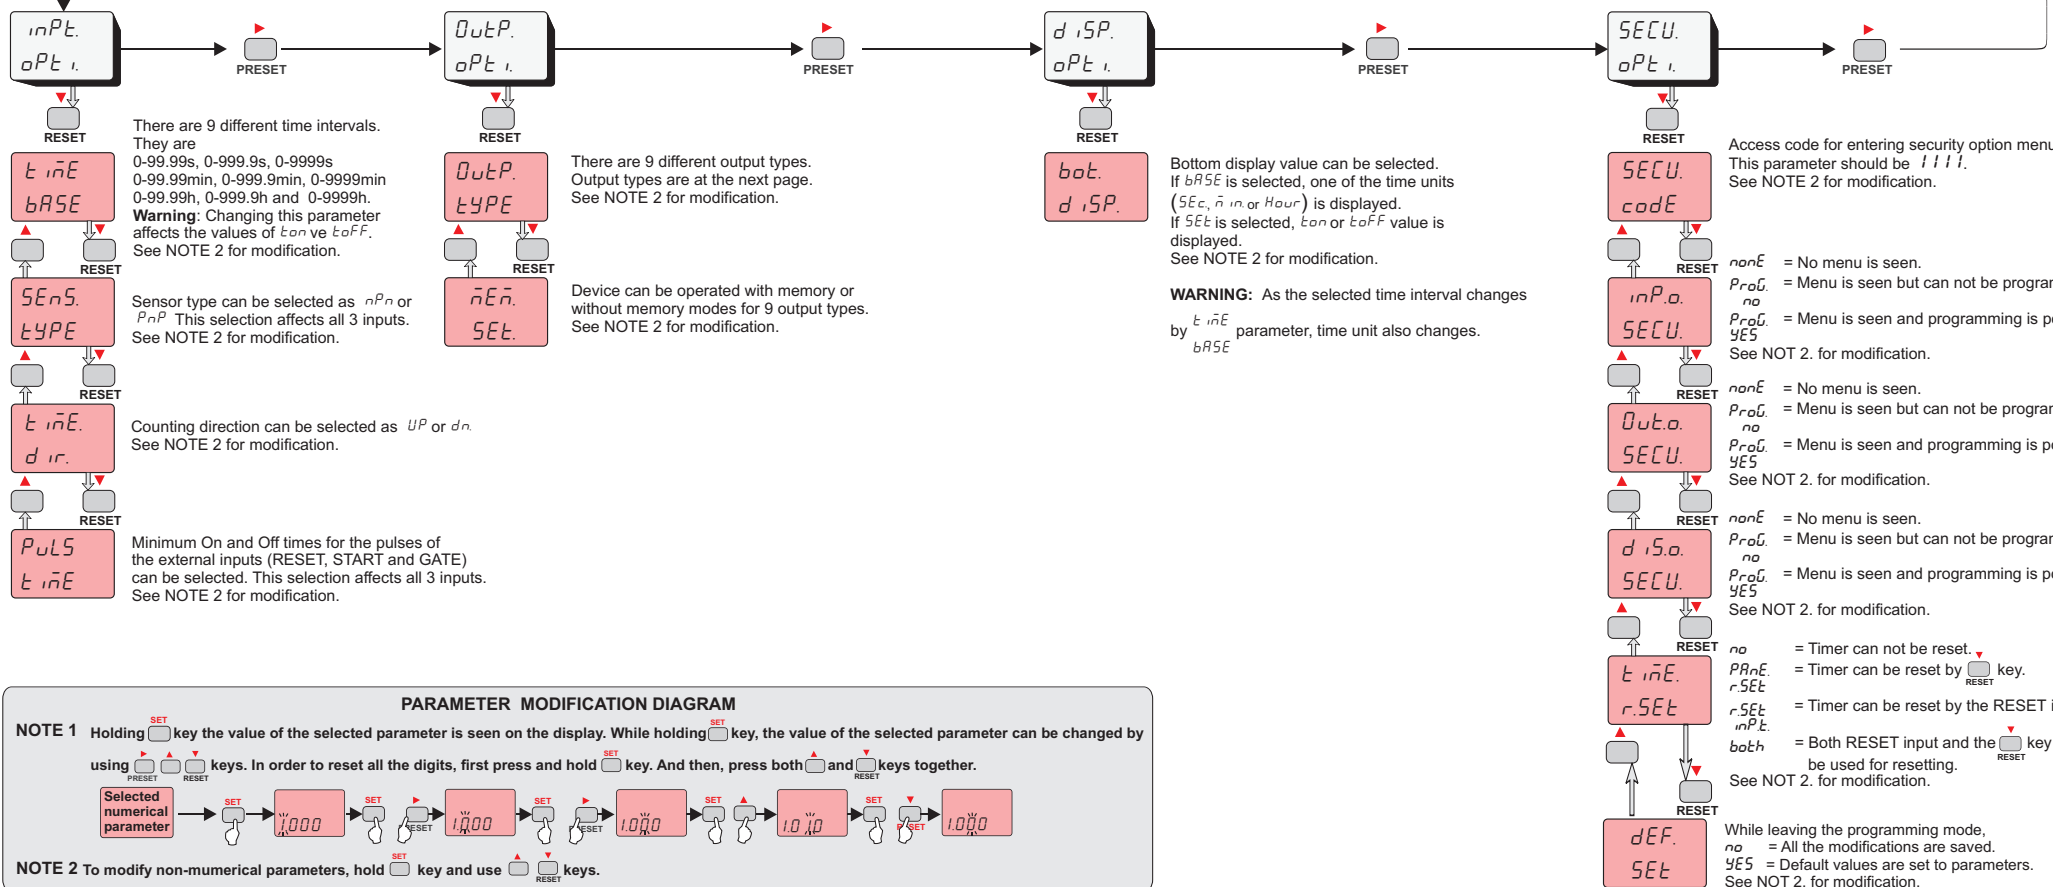 inPt.
oPti.
PRESET
OutP.
oPti.
PRESET
diSP.
oPti.
PRESET
SECU.
oPti.
PRESET
RESET
RESET
RESET
RESET
timE
bASE
There are 9 different time intervals.
They are
0-99.99s, 0-999.9s, 0-9999s
0-99.99min, 0-999.9min, 0-9999min
0-99.99h, 0-999.9h and 0-9999h.
Warning: Changing this parameter
affects the values of ton ve toFF.
See NOTE 2 for modification.
RESET
SEnS.
tYPE
Sensor type can be selected as nPn or
PnP This selection affects all 3 inputs.
See NOTE 2 for modification.
RESET
timE.
dir.
Counting direction can be selected as UP or dn.
See NOTE 2 for modification.
RESET
PuLS
timE
Minimum On and Off times for the pulses of
the external inputs (RESET, START and GATE)
can be selected. This selection affects all 3 inputs.
See NOTE 2 for modification.
OutP.
tYPE
There are 9 different output types.
Output types are at the next page.
See NOTE 2 for modification.
RESET
mEm.
SEt.
Device can be operated with memory or
without memory modes for 9 output types.
See NOTE 2 for modification.
bot.
diSP.
Bottom display value can be selected.
If bASE is selected, one of the time units
(SEc, min. or Hour) is displayed.
If SEt is selected, ton or toFF value is
displayed.
See NOTE 2 for modification.
WARNING: As the selected time interval changes
by timE bASE parameter, time unit also changes.
SECU.
codE
Access code for entering security option menu
This parameter should be 1111.
See NOTE 2 for modification.
RESET
inP.o.
SECU.
nonE = No menu is seen.
ProG. no = Menu is seen but can not be program
ProG. YES = Menu is seen and programming is p
See NOT 2. for modification.
RESET
Out.o.
SECU.
nonE = No menu is seen.
ProG. no = Menu is seen but can not be program
ProG. YES = Menu is seen and programming is p
See NOT 2. for modification.
RESET
diS.o.
SECU.
nonE = No menu is seen.
ProG. no = Menu is seen but can not be program
ProG. YES = Menu is seen and programming is p
See NOT 2. for modification.
RESET
timE.
r.SEt
no = Timer can not be reset.
PAnE. r.SEt = Timer can be reset by RESET key.
r.SEt inP.t. = Timer can be reset by the RESET
both = Both RESET input and the RESET key
be used for resetting.
See NOT 2. for modification.
RESET
dEF.
SEt
While leaving the programming mode,
no = All the modifications are saved.
YES = Default values are set to parameters.
See NOT 2. for modification.
PARAMETER MODIFICATION DIAGRAM
NOTE 1 Holding SET key the value of the selected parameter is seen on the display. While holding SET key, the value of the selected parameter can be changed by
using PRESET RESET keys. In order to reset all the digits, first press and hold SET key. And then, press both and RESET keys together.
Selected
numerical
parameter
SET
1.000
SET
PRESET
1.000
SET
PRESET
1.000
SET
1.010
SET
RESET
1.000
NOTE 2 To modify non-mumerical parameters, hold SET key and use RESET keys.